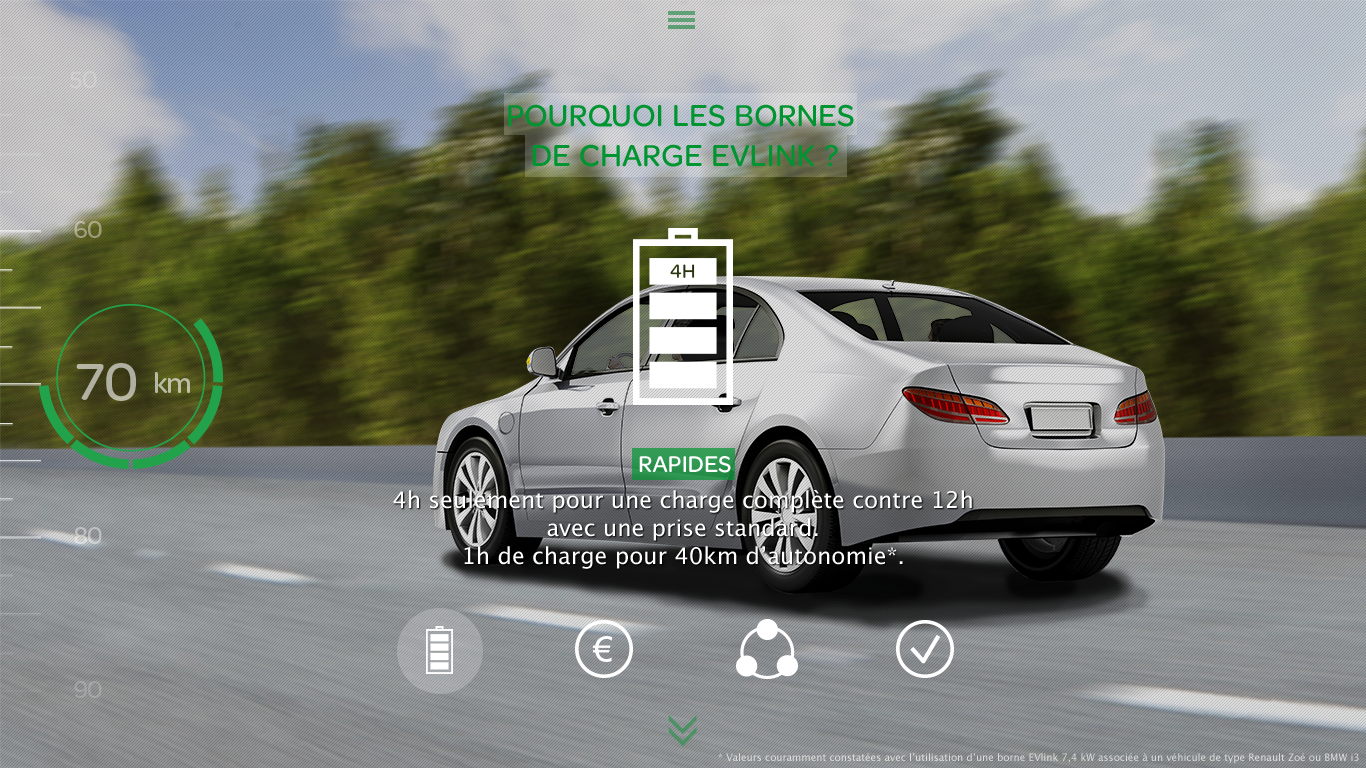 POURQUOI LES BORNES
DE CHARGE EVLINK ?
50
60
70 km
80
90
4H
RAPIDES
4h seulement pour une charge complète contre 12h
avec une prise standard.
1h de charge pour 40km d'autonomie*.
€
* Valeurs couramment constatées avec l'utilisation d'une borne EVlink 7,4 kW associée à un véhicule de type Renault Zoé ou BMW i3